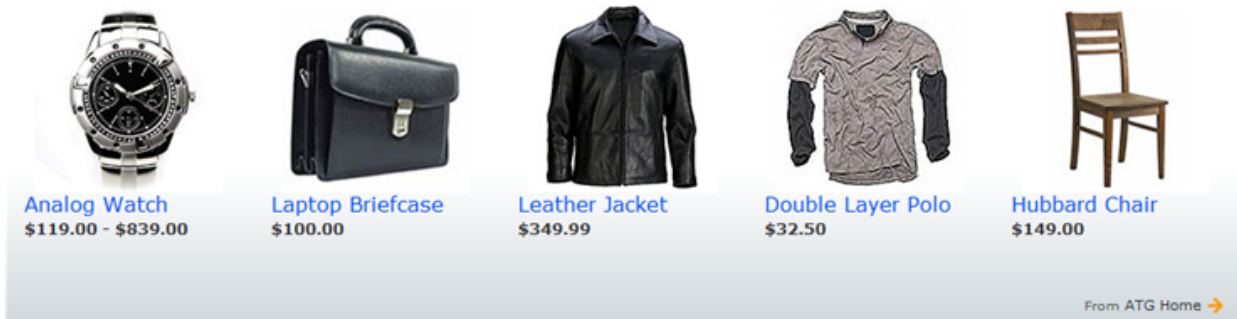 Analog Watch
$119.00 - $839.00
Laptop Briefcase
$100.00
Leather Jacket
$349.99
Double Layer Polo
$32.50
Hubbard Chair
$149.00
From ATG Home